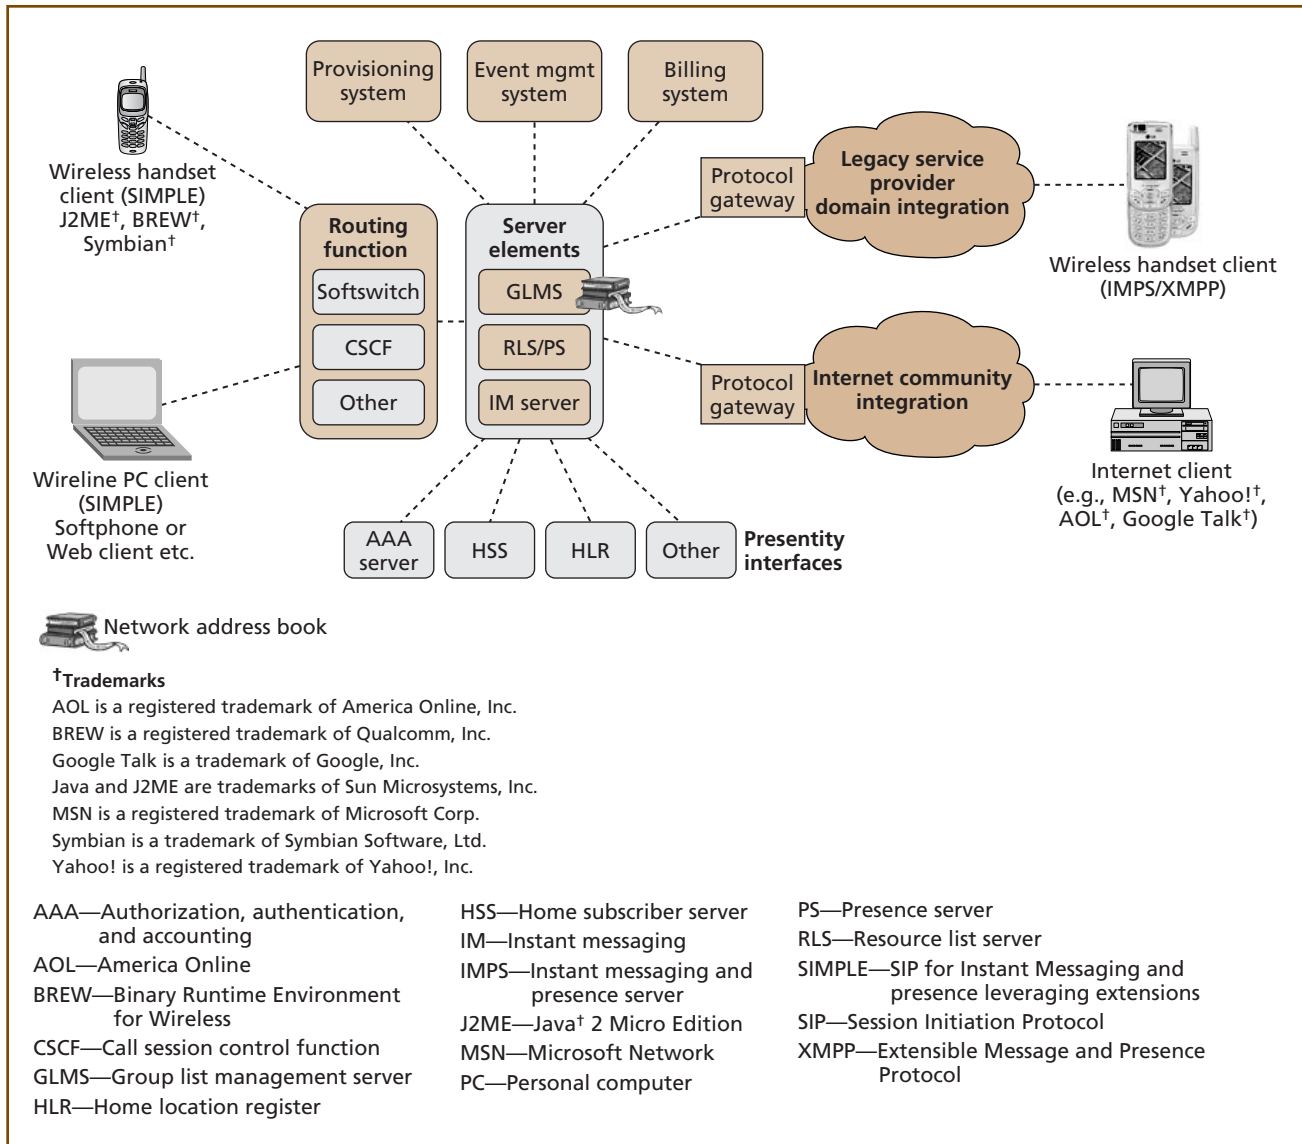 Provisioning
system
Event mgmt
system
Billing
system
Wireless handset
client (SIMPLE)
J2ME†, BREW†,
Symbian†
Routing
function
Softswitch
CSCF
Other
Server
elements
GLMS
RLS/PS
IM server
Protocol
gateway
Legacy service
provider
domain integration
Wireless handset client
(IMPS/XMPP)
Protocol
gateway
Internet community
integration
Internet client
(e.g., MSN†, Yahoo!†,
AOL†, Google Talk†)
Wireline PC client
(SIMPLE)
Softphone or
Web client etc.
AAA
server
HSS
HLR
Other
Presentity
interfaces
Network address book
†Trademarks
AOL is a registered trademark of America Online, Inc.
BREW is a registered trademark of Qualcomm, Inc.
Google Talk is a trademark of Google, Inc.
Java and J2ME are trademarks of Sun Microsystems, Inc.
MSN is a registered trademark of Microsoft Corp.
Symbian is a trademark of Symbian Software, Ltd.
Yahoo! is a registered trademark of Yahoo!, Inc.
AAA—Authorization, authentication,
and accounting
AOL—America Online
BREW—Binary Runtime Environment
for Wireless
CSCF—Call session control function
GLMS—Group list management server
HLR—Home location register
HSS—Home subscriber server
IM—Instant messaging
IMPS—Instant messaging and
presence server
J2ME—Java† 2 Micro Edition
MSN—Microsoft Network
PC—Personal computer
PS—Presence server
RLS—Resource list server
SIMPLE—SIP for Instant Messaging and
presence leveraging extensions
SIP—Session Initiation Protocol
XMPP—Extensible Message and Presence
Protocol